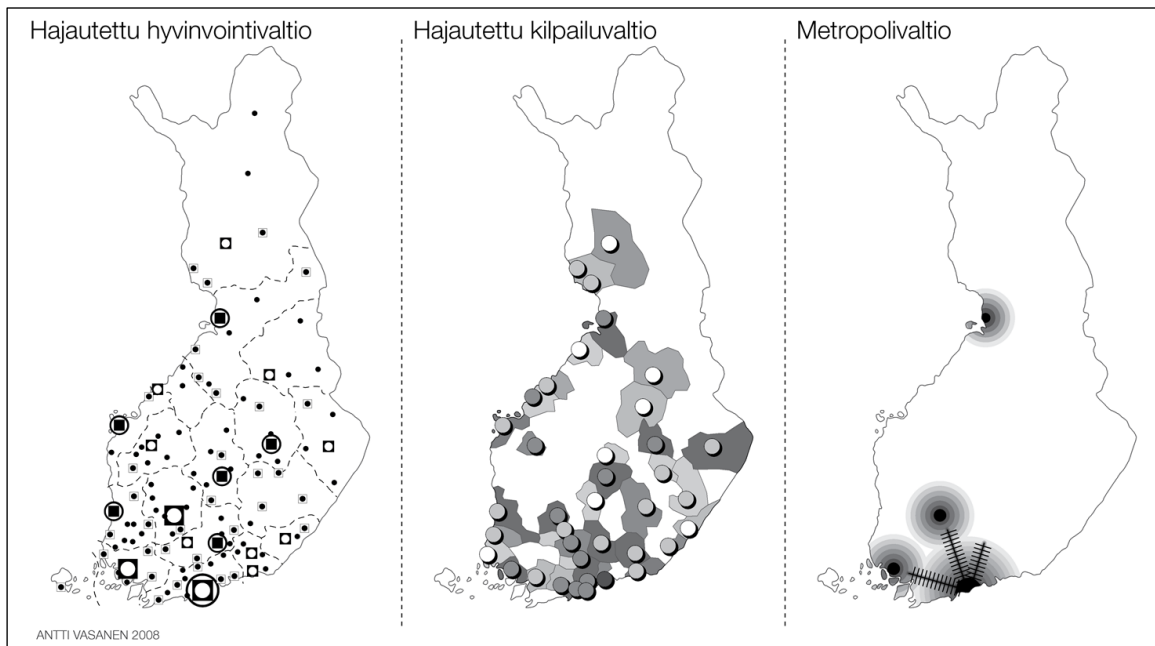 Hajautettu hyvinvointivaltio
Hajautettu kilpailuvaltio
Metropolivaltio
ANTTI VASANEN 2008